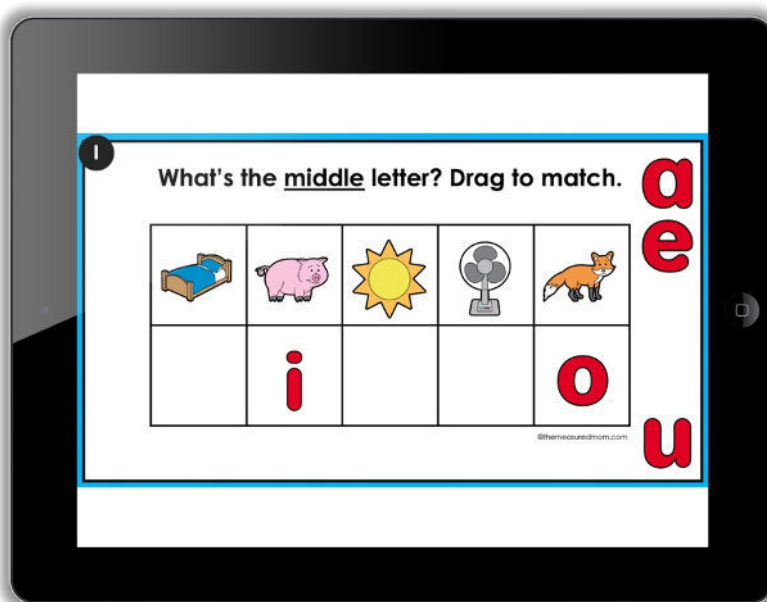 1
What's the middle letter? Drag to match.
a
e
i
o
u
©themeasuredmom.com